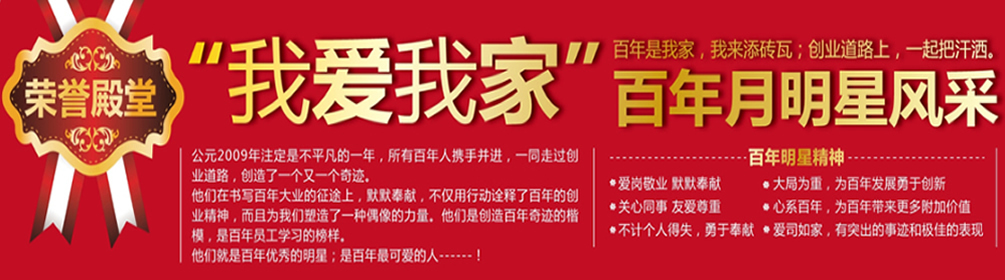 荣誉殿堂
“我爱我家”
公元2009年注定是不平凡的一年，所有百年人携手并进，一同走过创
业道路，创造了一个又一个奇迹。
他们在书写百年大业的征途上，默默奉献，不仅用行动诠释了百年的创
业精神，而且为我们塑造了一种偶像的力量。他们是创造百年奇迹的楷
模，是百年员工学习的榜样。
他们就是百年优秀的明星；是百年最可爱的人------！
百年是我家，我来添砖瓦；创业道路上，一起把汗洒。
百年月明星风采
百年明星精神
爱岗敬业 默默奉献
关心同事 友爱尊重
不计个人得失，勇于奉献
大局为重，为百年发展勇于创新
心系百年，为百年带来更多附加价值
爱司如家，有突出的事迹和极佳的表现